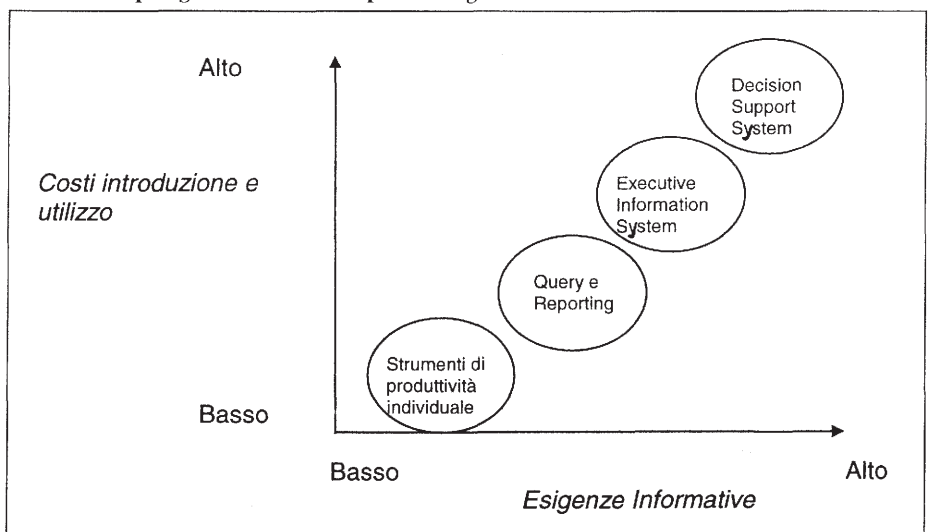 Alto
Decision
Support
System
Costi introduzione e
utilizzo
Executive
Information
System
Query e
Reporting
Strumenti di
produttività
individuale
Basso
Basso
Alto
Esigenze Informative